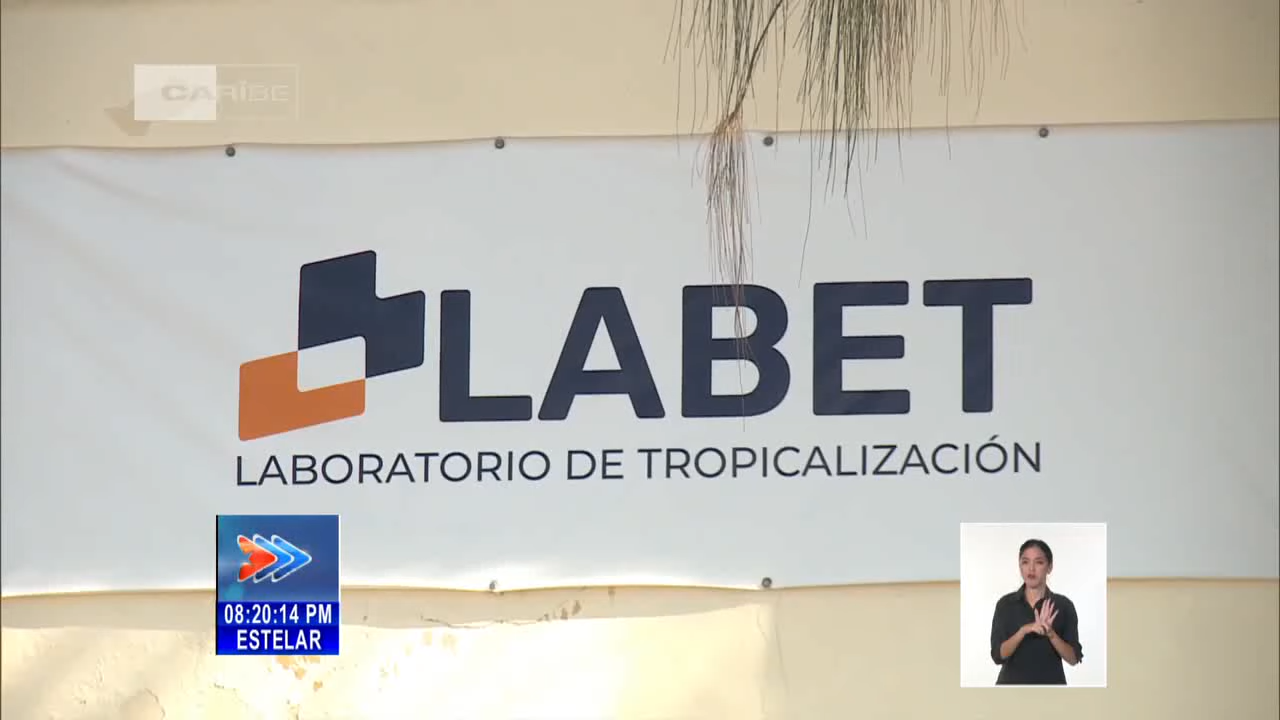 CARIBE
LABET
LABORATORIO DE TROPICALIZACIÓN
08:20:14 PM
ESTELAR